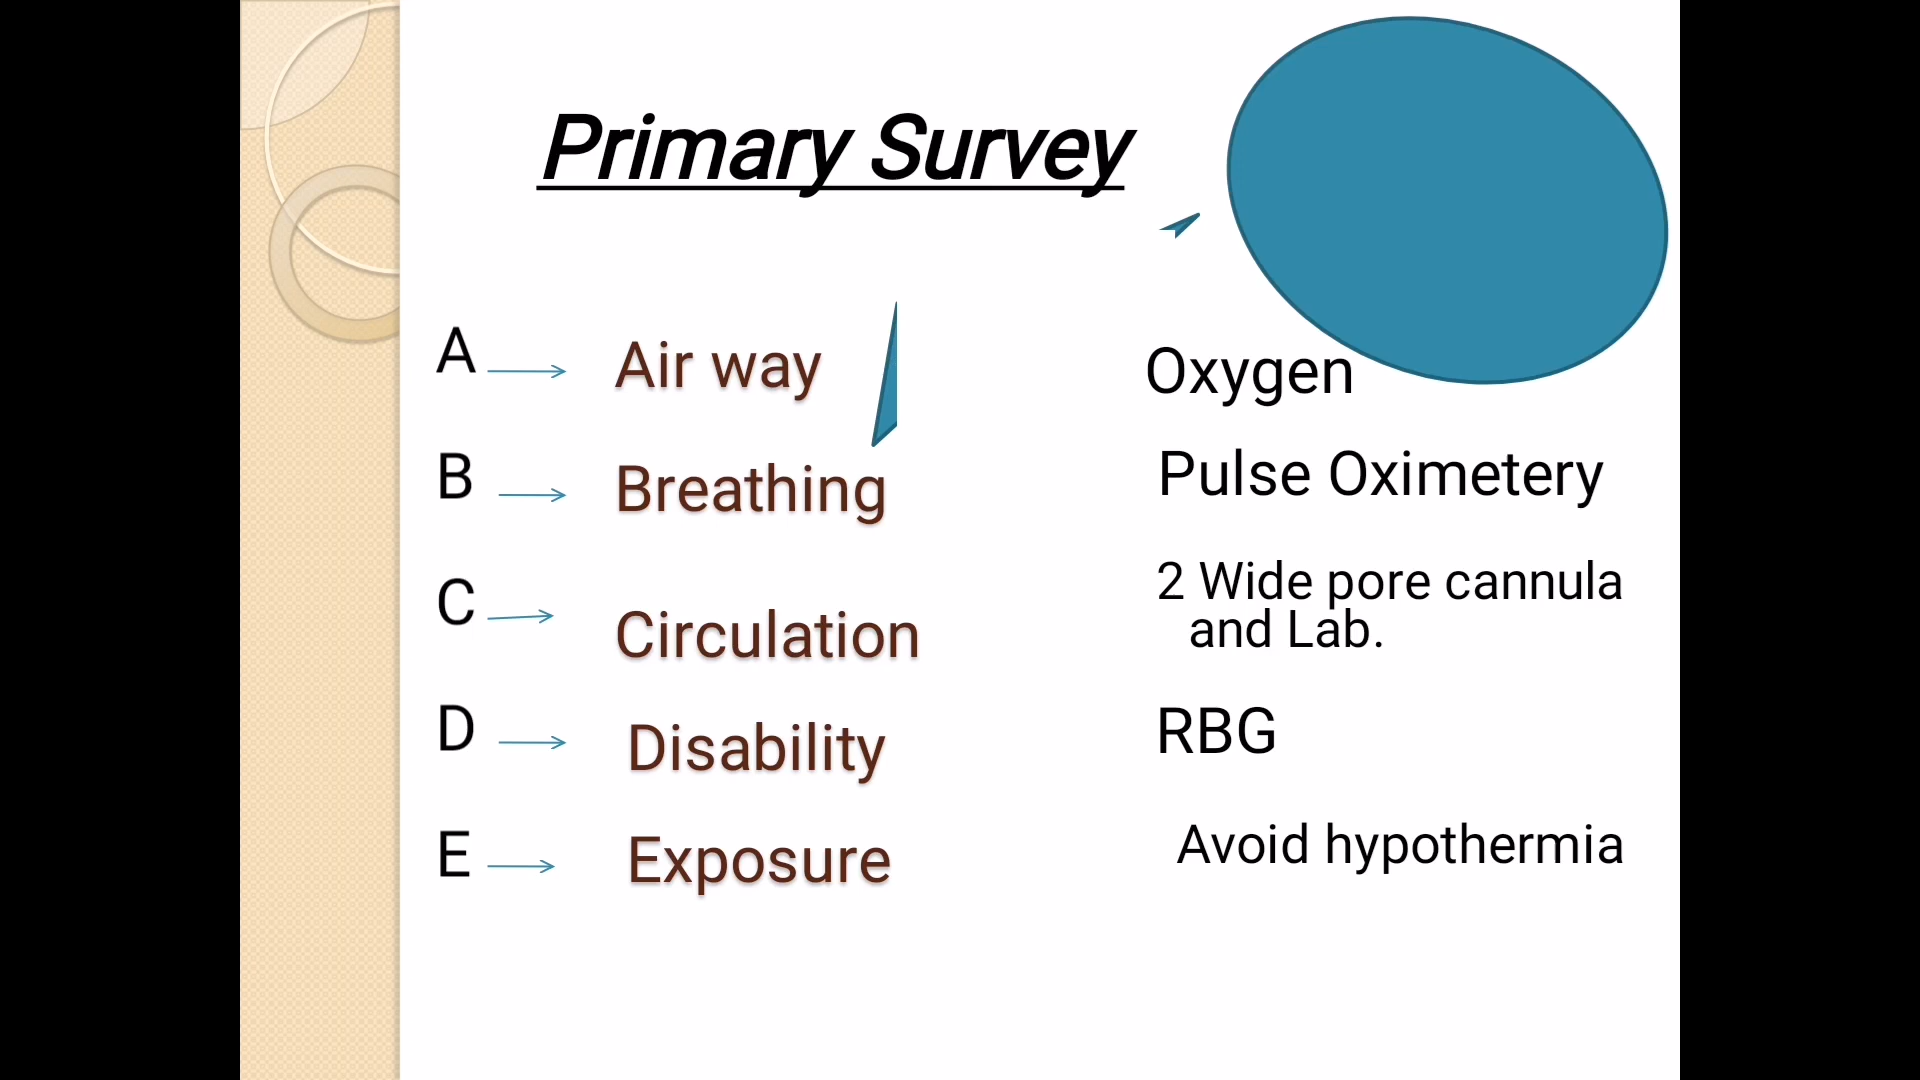 Primary Survey
A
Air way
Oxygen
B
Breathing
Pulse Oximetery
C
Circulation
2 Wide pore cannula
and Lab.
D
Disability
RBG
E
Exposure
Avoid hypothermia